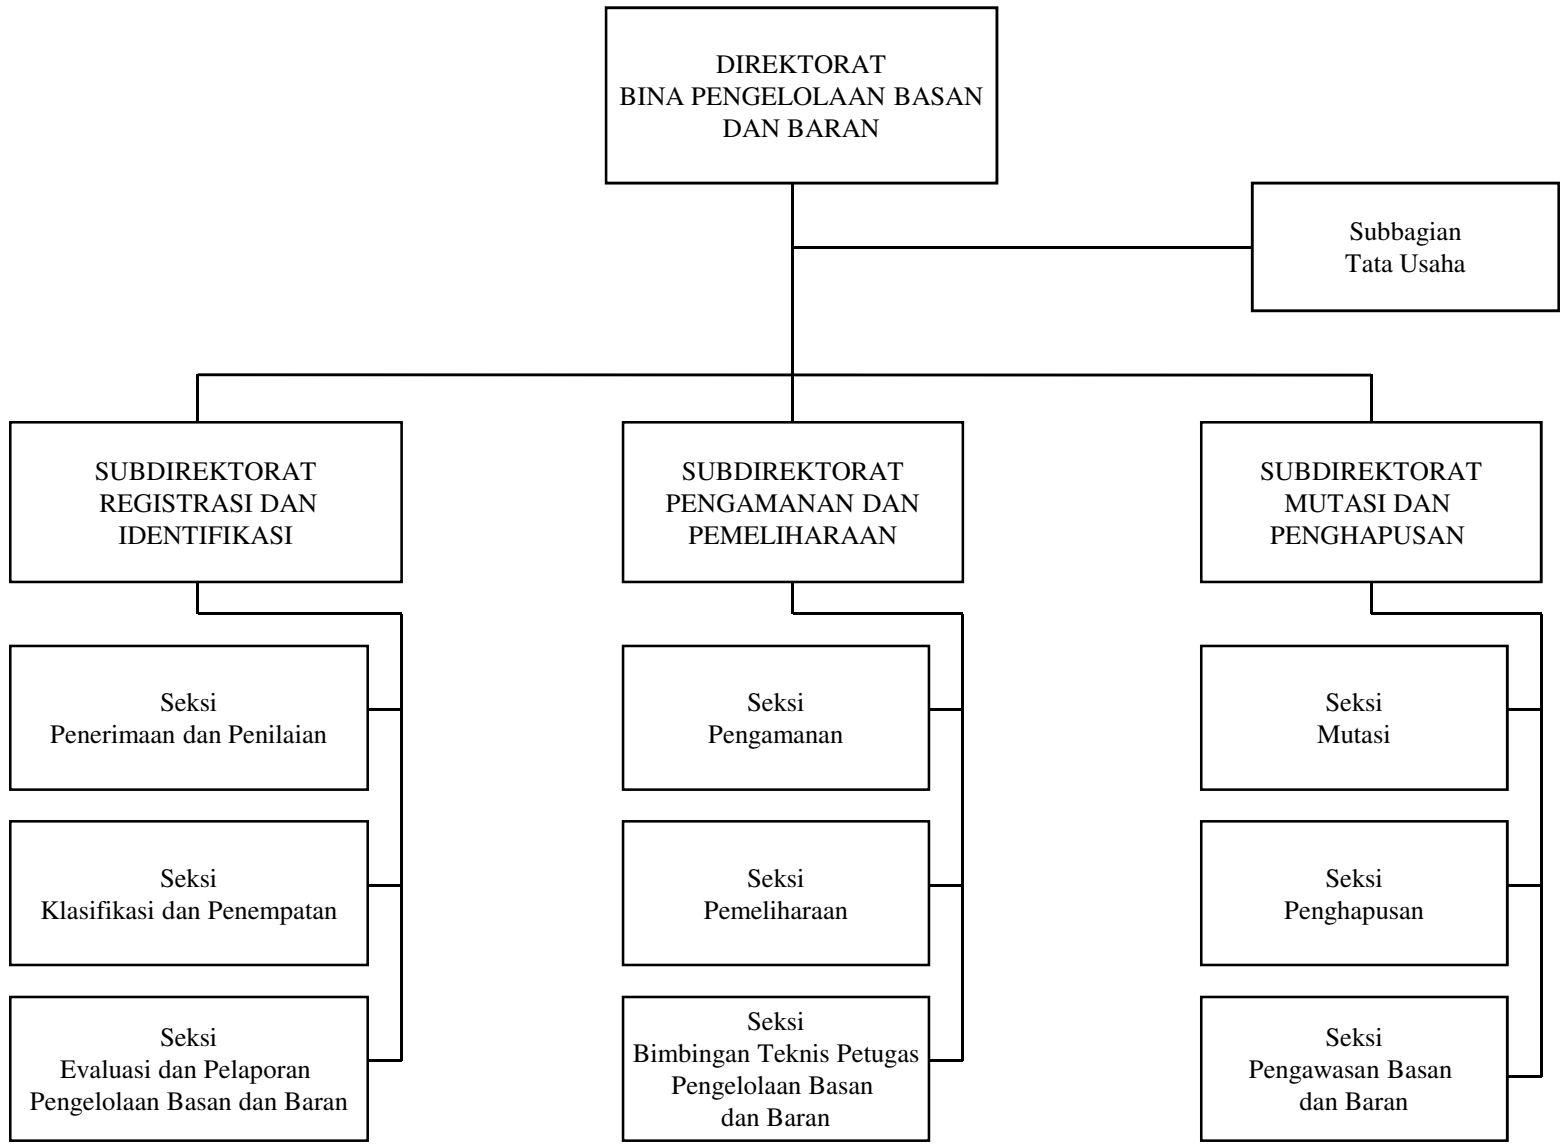 DIREKTORAT
BINA PENGELOLAAN BASAN
DAN BARAN
Subbagian
Tata Usaha
SUBDIREKTORAT
REGISTRASI DAN
IDENTIFIKASI
SUBDIREKTORAT
PENGAMANAN DAN
PEMELIHARAAN
SUBDIREKTORAT
MUTASI DAN
PENGHAPUSAN
Seksi
Penerimaan dan Penilaian
Seksi
Pengamanan
Seksi
Mutasi
Seksi
Klasifikasi dan Penempatan
Seksi
Pemeliharaan
Seksi
Penghapusan
Seksi
Evaluasi dan Pelaporan
Pengelolaan Basan dan Baran
Seksi
Bimbingan Teknis Petugas
Pengelolaan Basan
dan Baran
Seksi
Pengawasan Basan
dan Baran